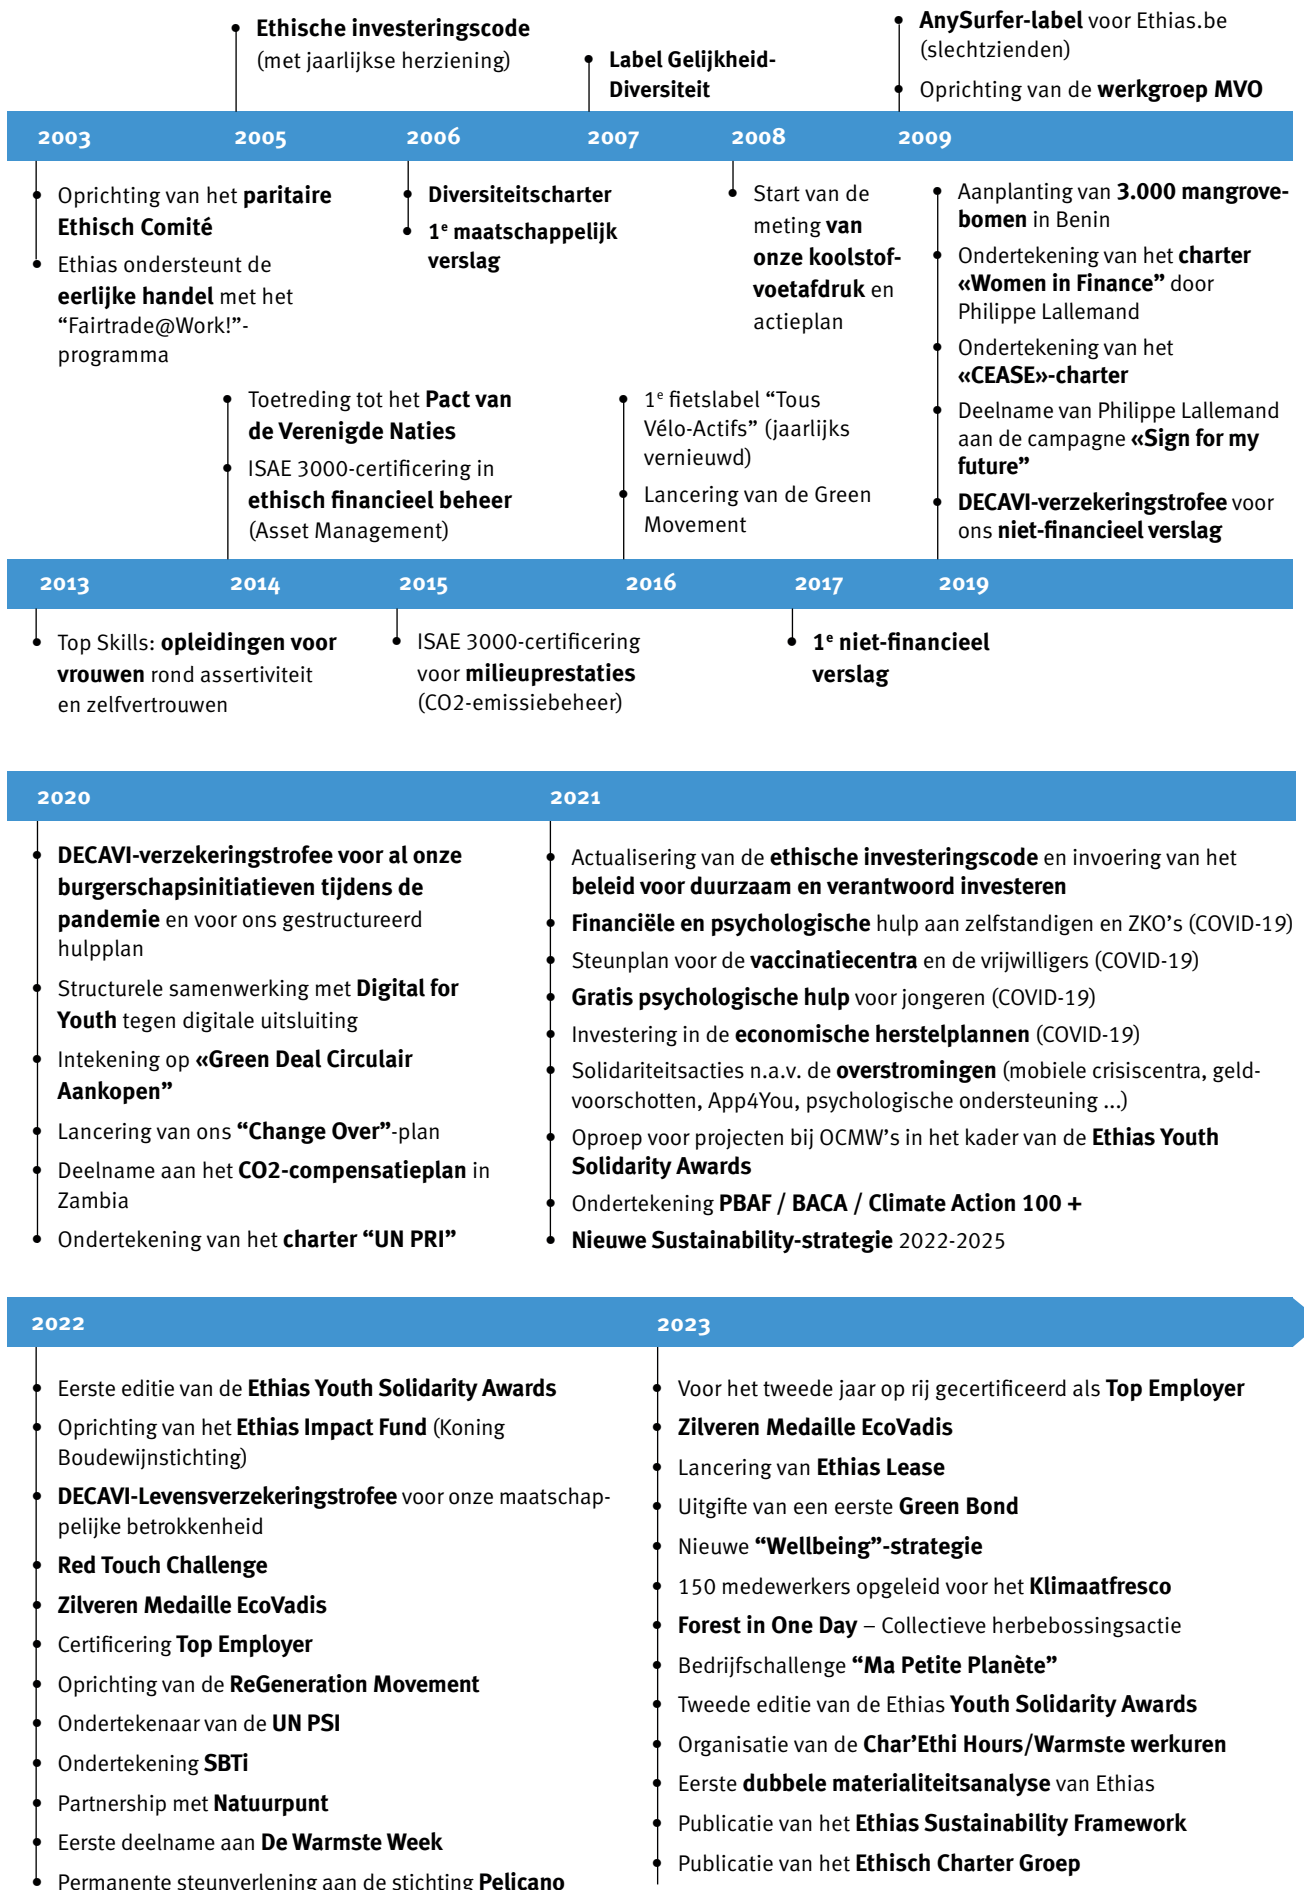 Ethische investeringscode
(met jaarlijkse herziening)
Label Gelijkheid-
Diversiteit
AnySurfer-label voor Ethias.be
(slechtzienden)
Oprichting van de werkgroep MVO
2003
2005
2006
2007
2008
2009
Oprichting van het paritaire
Ethisch Comité
Ethias ondersteunt de
eerlijke handel met het
“Fairtrade@Work!”-
programma
Diversiteitscharter
1e maatschappelijk
verslag
Start van de
meting van
onze koolstof-
voetafdruk en
actieplan
Toetreding tot het Pact van
de Verenigde Naties
ISAE 3000-certificering in
ethisch financieel beheer
(Asset Management)
1e fietslabel “Tous
Vélo-Actifs” (jaarlijks
vernieuwd)
Lancering van de Green
Movement
Aanplanting van 3.000 mangrove-
bomen in Benin
Ondertekening van het charter
«Women in Finance” door
Philippe Lallemand
Ondertekening van het
«CEASE»-charter
Deelname van Philippe Lallemand
aan de campagne «Sign for my
future”
DECAVI-verzekeringstrofee voor
ons niet-financieel verslag
2013
2014
2015
2016
2017
2019
Top Skills: opleidingen voor
vrouwen rond assertiviteit
en zelfvertrouwen
ISAE 3000-certificering
voor milieuprestaties
(CO2-emissiebeheer)
1e niet-financieel
verslag
2020
2021
DECAVI-verzekeringstrofee voor al onze
burgerschapsinitiatieven tijdens de
pandemie en voor ons gestructureerd
hulpplan
Structurele samenwerking met Digital for
Youth tegen digitale uitsluiting
Intekening op «Green Deal Circulair
Aankopen”
Lancering van ons “Change Over”-plan
Deelname aan het CO2-compensatieplan in
Zambia
Ondertekening van het charter “UN PRI”
Actualisering van de ethische investeringscode en invoering van het
beleid voor duurzaam en verantwoord investeren
Financiële en psychologische hulp aan zelfstandigen en ZKO’s (COVID-19)
Steunplan voor de vaccinatiecentra en de vrijwilligers (COVID-19)
Gratis psychologische hulp voor jongeren (COVID-19)
Investering in de economische herstelplannen (COVID-19)
Solidariteitsacties n.a.v. de overstromingen (mobiele crisiscentra, geld-
voorschotten, App4You, psychologische ondersteuning ...)
Oproep voor projecten bij OCMW’s in het kader van de Ethias Youth
Solidarity Awards
Ondertekening PBAF / BACA / Climate Action 100 +
Nieuwe Sustainability-strategie 2022-2025
2022
2023
Eerste editie van de Ethias Youth Solidarity Awards
Oprichting van het Ethias Impact Fund (Koning
Boudewijnstichting)
DECAVI-Levensverzekeringstrofee voor onze maatschap-
pelijke betrokkenheid
Red Touch Challenge
Zilveren Medaille EcoVadis
Certificering Top Employer
Oprichting van de ReGeneration Movement
Ondertekenaar van de UN PSI
Ondertekening SBTi
Partnership met Natuurpunt
Eerste deelname aan De Warmste Week
Permanente steunverlening aan de stichting Pelicano
Voor het tweede jaar op rij gecertificeerd als Top Employer
Zilveren Medaille EcoVadis
Lancering van Ethias Lease
Uitgifte van een eerste Green Bond
Nieuwe “Wellbeing”-strategie
150 medewerkers opgeleid voor het Klimaatfresco
Forest in One Day – Collectieve herbebossingsactie
Bedrijfschallenge “Ma Petite Planète”
Tweede editie van de Ethias Youth Solidarity Awards
Organisatie van de Char’Ethi Hours/Warmste werkuren
Eerste dubbele materialiteitsanalyse van Ethias
Publicatie van het Ethias Sustainability Framework
Publicatie van het Ethisch Charter Groep